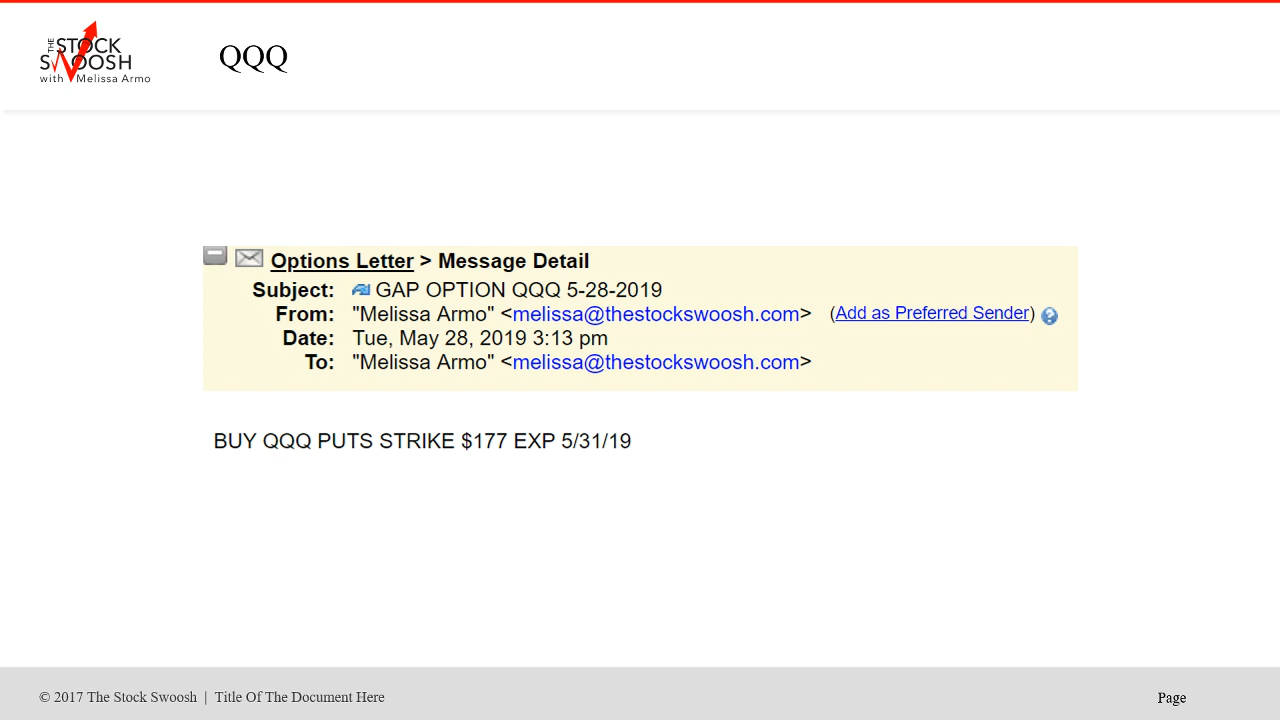 THE STOCK
SWOOSH
with Melissa Armo
QQQ
Options Letter > Message Detail
Subject: GAP OPTION QQQ 5-28-2019
From: "Melissa Armo" <melissa@thestockswoosh.com> (Add as Preferred Sender)
Date: Tue, May 28, 2019 3:13 pm
To: "Melissa Armo" <melissa@thestockswoosh.com>
BUY QQQ PUTS STRIKE $177 EXP 5/31/19
© 2017 The Stock Swoosh | Title Of The Document Here
Page